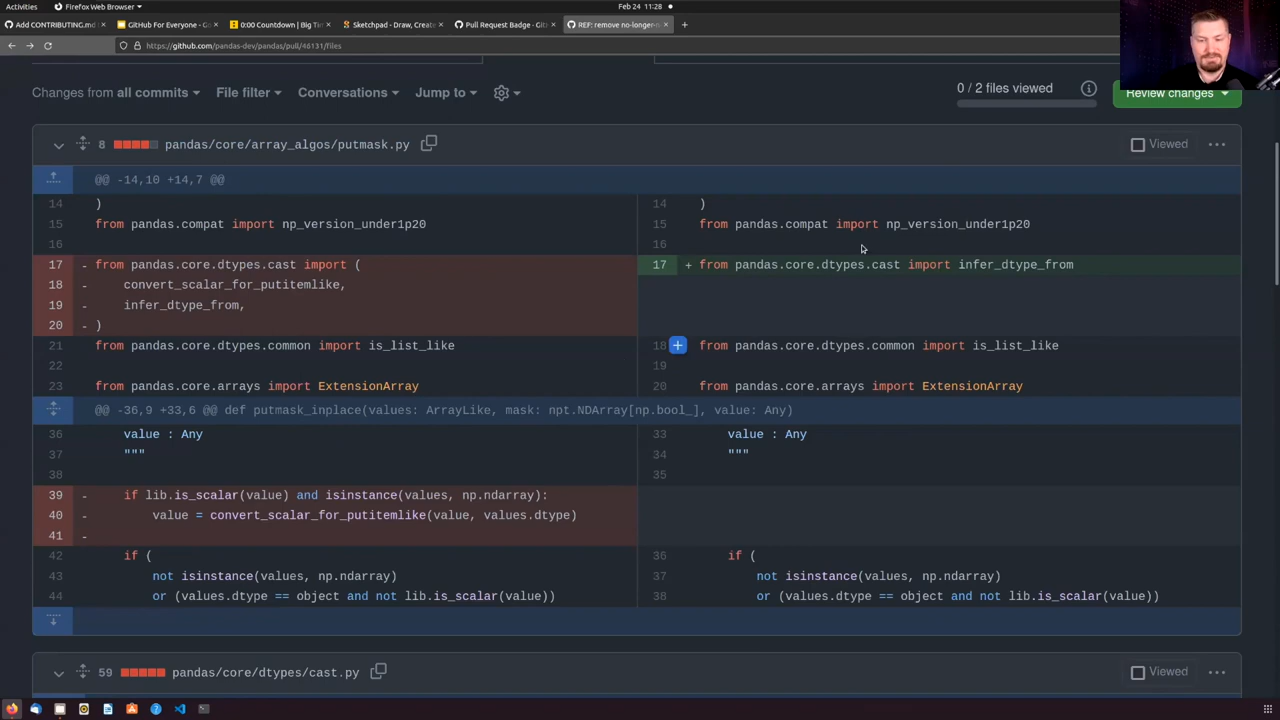 Activities
Firefox Web Browser
Feb 24 11:28
Add CONTRIBUTING.md
GitHub For Everyone - G
0:00 Countdown | Big Ti
Sketchpad - Draw, Create
Pull Request Badge - Git
REF: remove no-longer-n
https://github.com/pandas-dev/pandas/pull/46131/files
Changes from all commits
File filter
Conversations
Jump to
0 / 2 files viewed
Review changes
8 pandas/core/array_algos/putmask.py
Viewed
@@ -14,10 +14,7 @@
14 )
15 from pandas.compat import np_version_under1p20
16
17 - from pandas.core.dtypes.cast import (
18 - convert_scalar_for_putitemlike,
19 - infer_dtype_from,
20 - )
21 from pandas.core.dtypes.common import is_list_like
22
23 from pandas.core.arrays import ExtensionArray
14 )
15 from pandas.compat import np_version_under1p20
16
17 + from pandas.core.dtypes.cast import infer_dtype_from
18 from pandas.core.dtypes.common import is_list_like
19
20 from pandas.core.arrays import ExtensionArray
@@ -36,9 +33,6 @@ def putmask_inplace(values: ArrayLike, mask: npt.NDArray[np.bool_], value: Any)
36 value : Any
37 """
38
39 - if lib.is_scalar(value) and isinstance(values, np.ndarray):
40 - value = convert_scalar_for_putitemlike(value, values.dtype)
41 -
42 if (
43 not isinstance(values, np.ndarray)
44 or (values.dtype == object and not lib.is_scalar(value))
33 value : Any
34 """
35
36 if (
37 not isinstance(values, np.ndarray)
38 or (values.dtype == object and not lib.is_scalar(value))
59 pandas/core/dtypes/cast.py
Viewed